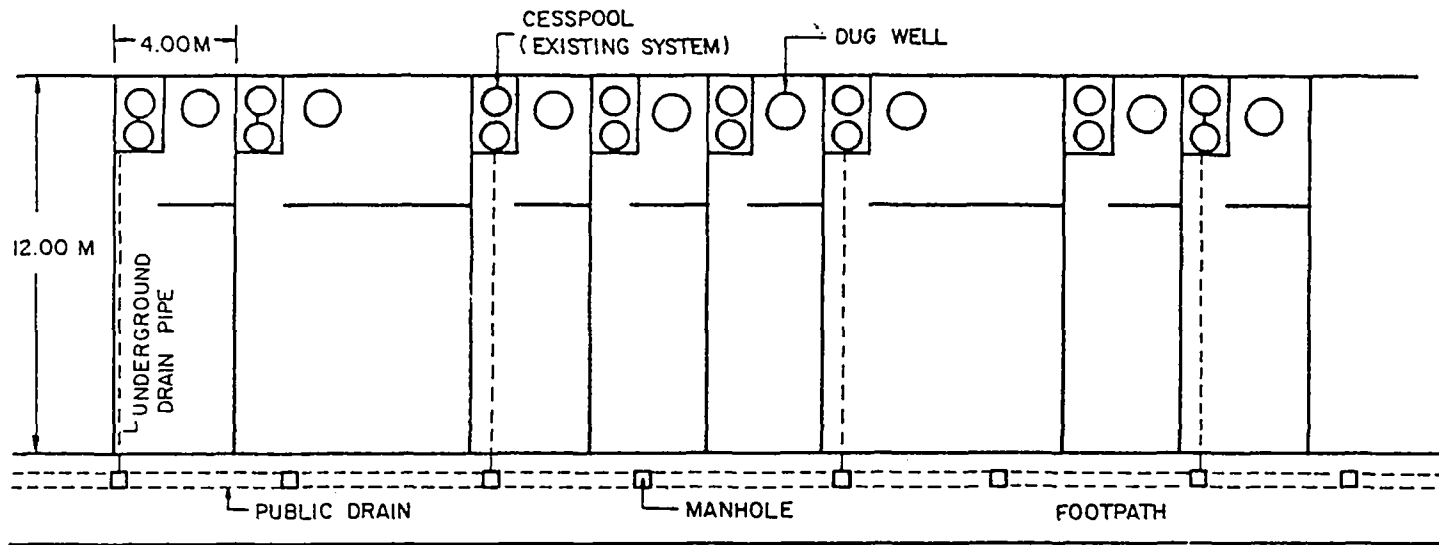 CESSPOOL
(EXISTING SYSTEM)
DUG WELL
4.00M
12.00 M
UNDERGROUND
DRAIN PIPE
PUBLIC DRAIN
MANHOLE
FOOTPATH